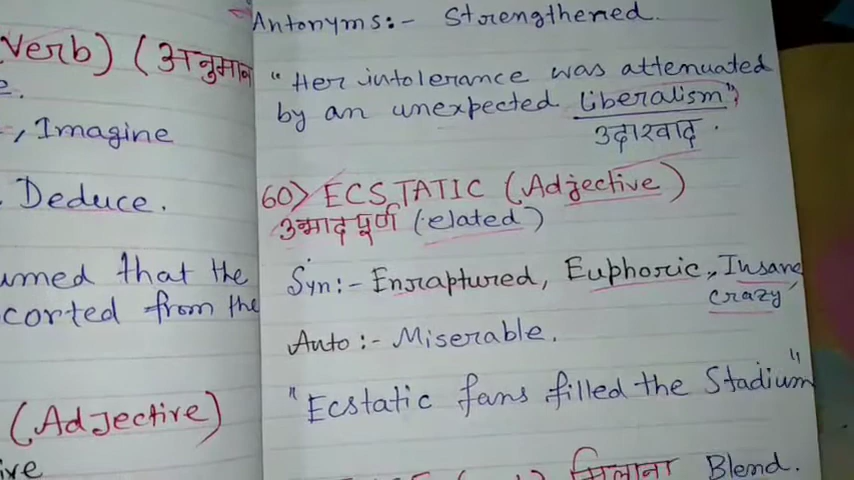 Verb) (अनुमान
e.
, Imagine
Deduce.
umed that the
corted from the
(Adjective)
ive
Antonyms:- Strengthened.
"Her intolerance was attenuated
by an unexpected liberalism"
उदारवाद.
60> ECSTATIC (Adjective)
उन्मादपूर्ण (elated)
Syn:- Enraptured, Euphoric, Insane,
crazy
Anto:- Miserable.
"Ecstatic fans filled the Stadium"
मिलाना Blend.